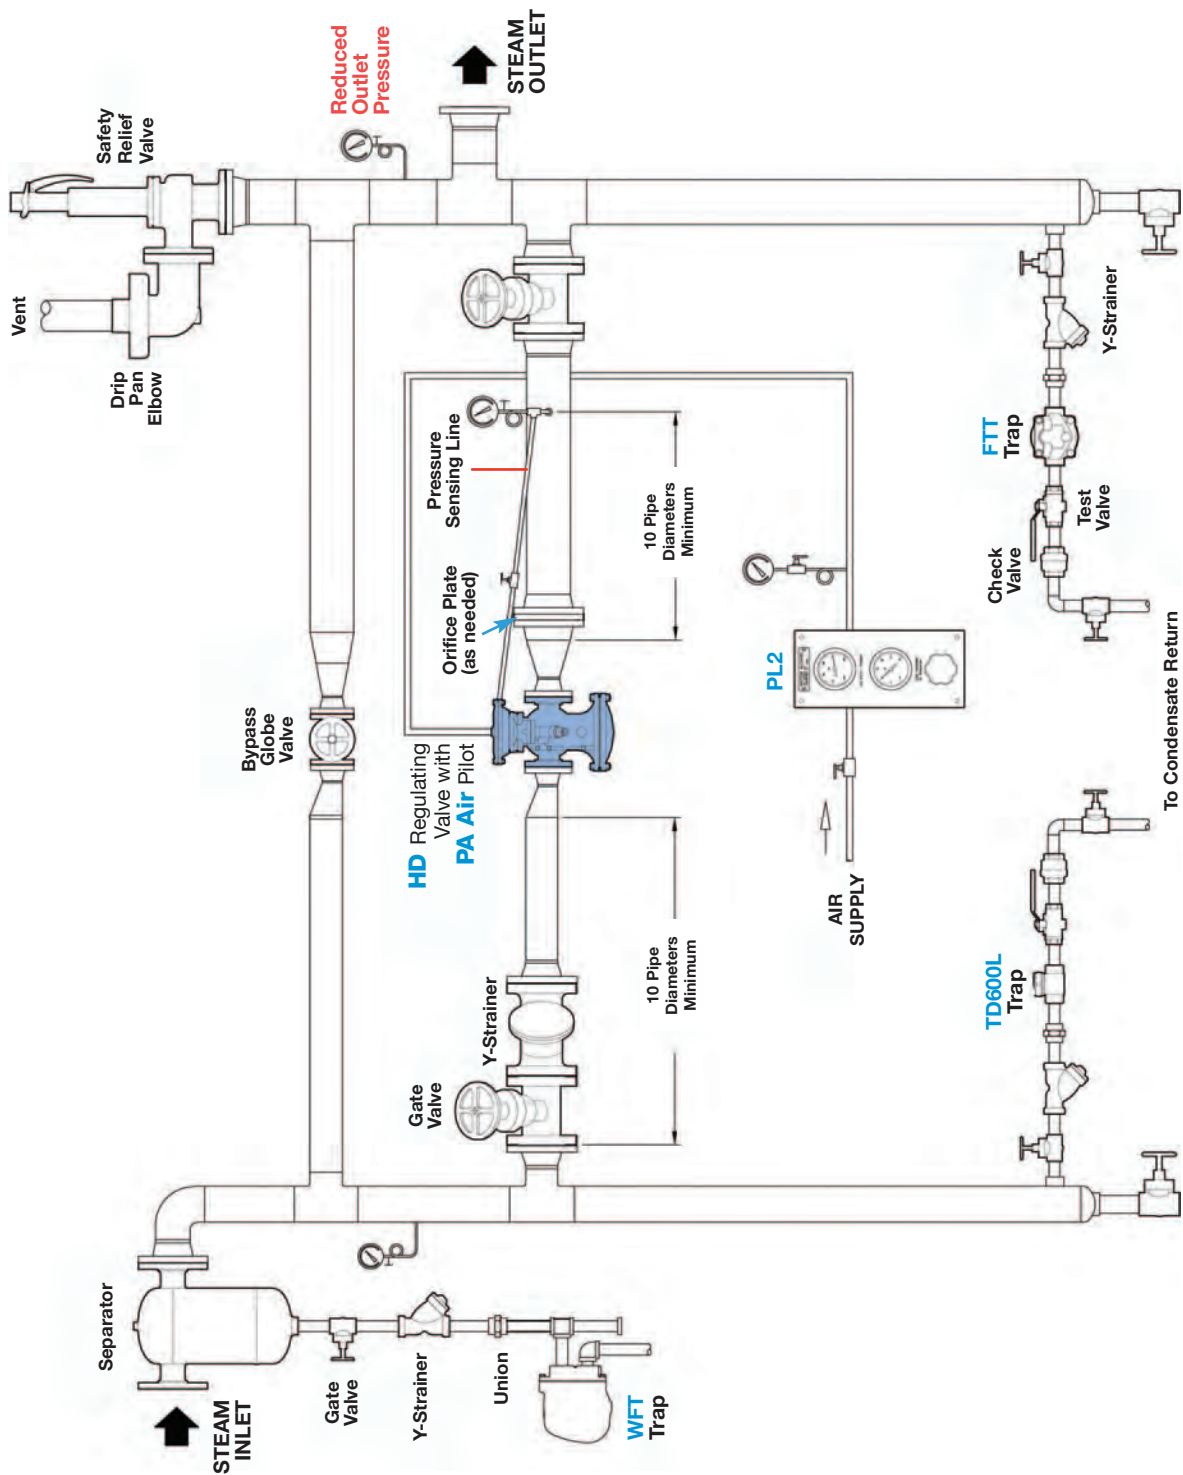 Vent
Drip
Pan
Elbow
Safety
Relief
Valve
Reduced
Outlet
Pressure
STEAM
OUTLET
Bypass
Globe
Valve
HD Regulating
Valve with
PA Air Pilot
Orifice Plate
(as needed)
Pressure
Sensing Line
10 Pipe
Diameters
Minimum
Separator
STEAM
INLET
Gate
Valve
Y-Strainer
Union
WFT
Trap
Gate
Valve
Y-Strainer
10 Pipe
Diameters
Minimum
AIR
SUPPLY
PL2
TD600L
Trap
To Condensate Return
Check
Valve
Test
Valve
FTT
Trap
Y-Strainer